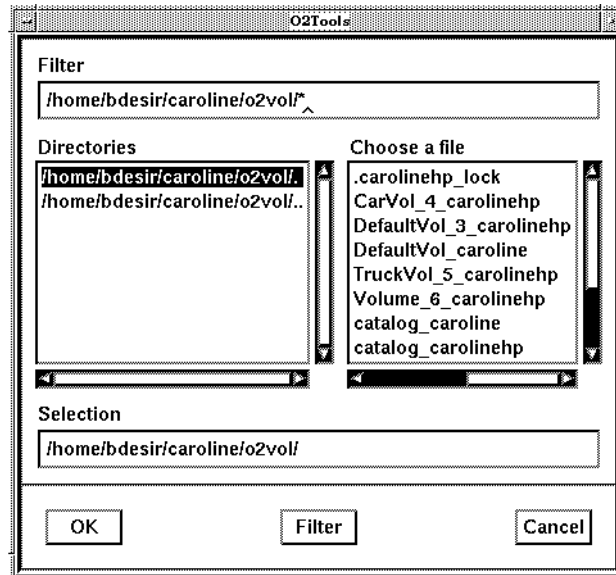 O2Tools
Filter
/home/bdesir/caroline/o2vol/*
Directories
/home/bdesir/caroline/o2vol/.
/home/bdesir/caroline/o2vol/..
Choose a file
.carolinehp_lock
CarVol_4_carolinehp
DefaultVol_3_carolinehp
DefaultVol_caroline
TruckVol_5_carolinehp
Volume_6_carolinehp
catalog_caroline
catalog_carolinehp
Selection
/home/bdesir/caroline/o2vol/
OK Filter Cancel